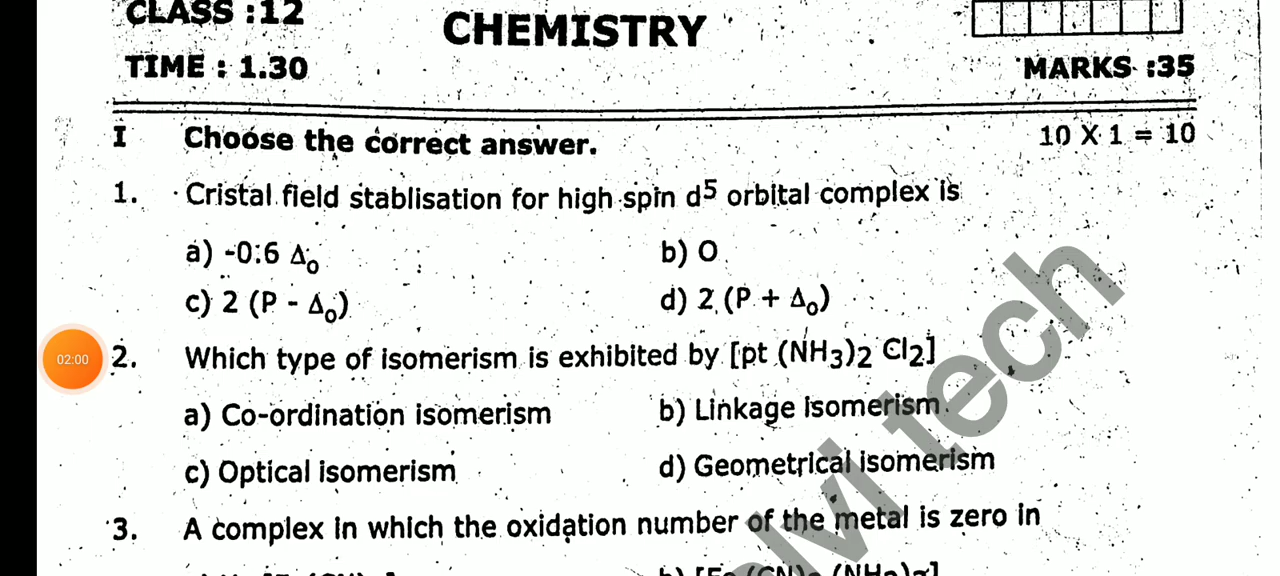 CLASS :12
CHEMISTRY
TIME : 1.30
MARKS :35
I Choose the correct answer. 10 X 1 = 10
1. Cristal field stablisation for high spin d5 orbital complex is
a) -0.6 Δo b) O
c) 2 (P - Δo) d) 2 (P + Δo)
02:00
2. Which type of isomerism is exhibited by [pt (NH3)2 Cl2]
a) Co-ordination isomerism b) Linkage isomerism
c) Optical isomerism d) Geometrical isomerism
3. A complex in which the oxidation number of the metal is zero in
tech